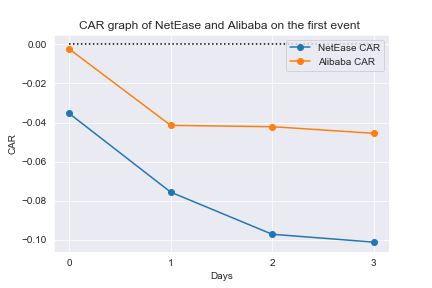 CAR graph of NetEase and Alibaba on the first event
NetEase CAR
Alibaba CAR
0.00
−0.02
−0.04
−0.06
−0.08
−0.10
CAR
0
1
2
3
Days